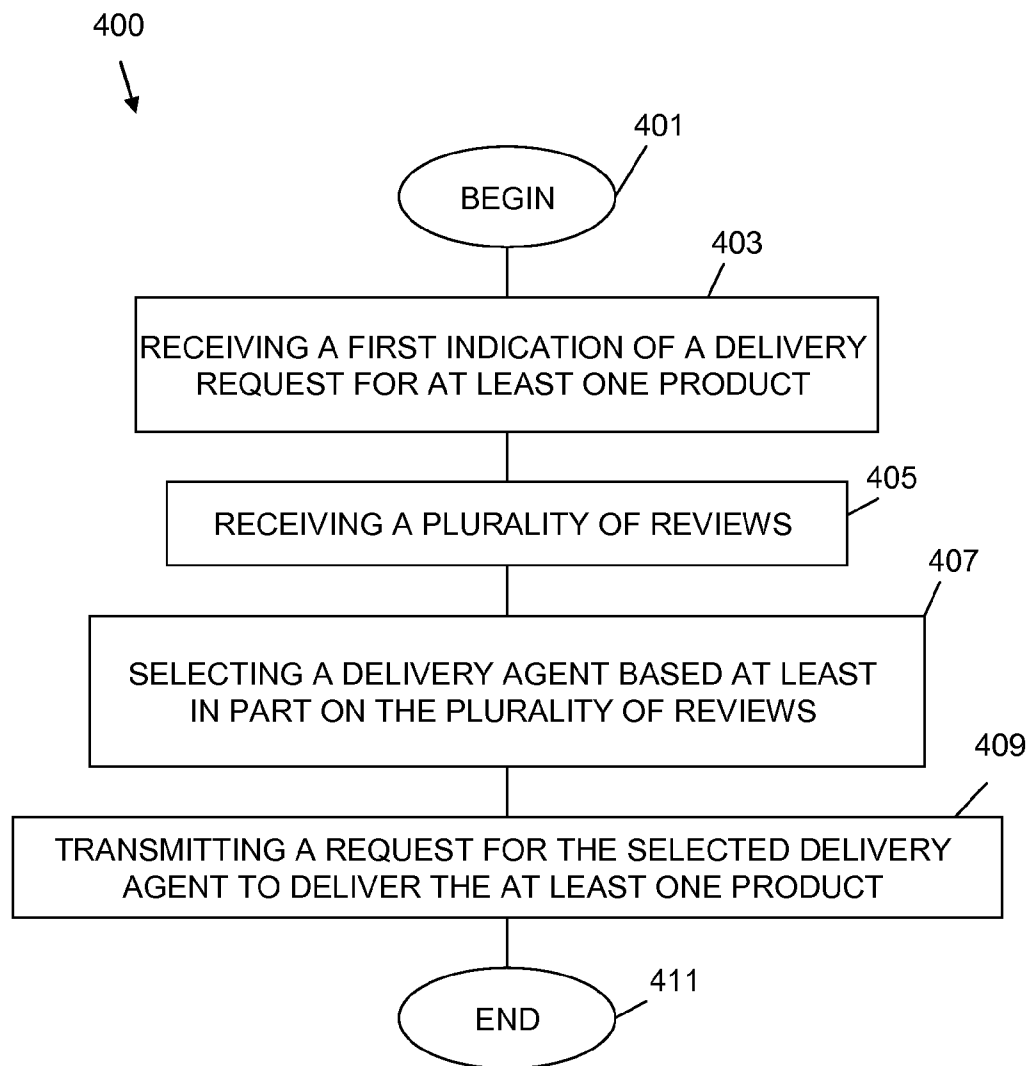 400
401
BEGIN
403
RECEIVING A FIRST INDICATION OF A DELIVERY
REQUEST FOR AT LEAST ONE PRODUCT
405
RECEIVING A PLURALITY OF REVIEWS
407
SELECTING A DELIVERY AGENT BASED AT LEAST
IN PART ON THE PLURALITY OF REVIEWS
409
TRANSMITTING A REQUEST FOR THE SELECTED DELIVERY
AGENT TO DELIVER THE AT LEAST ONE PRODUCT
411
END